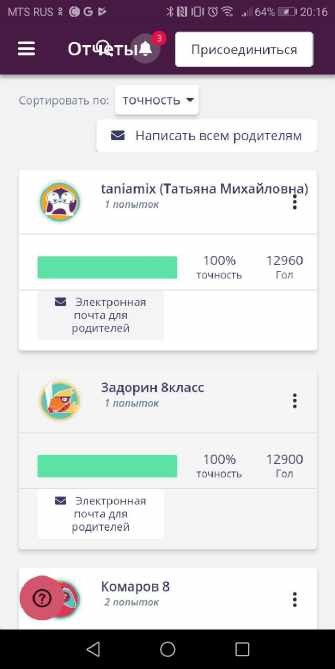 MTS RUS 64% 20:16
Отчеты 3 Присоединиться
Сортировать по: точность
Написать всем родителям
taniamix (Татьяна Михайловна)
1 попыток
100% 12960
точность Гол
Электронная
почта для
родителей
Задорин 8класс
1 попыток
100% 12900
точность Гол
Электронная
почта для
родителей
Комаров 8
2 попыток